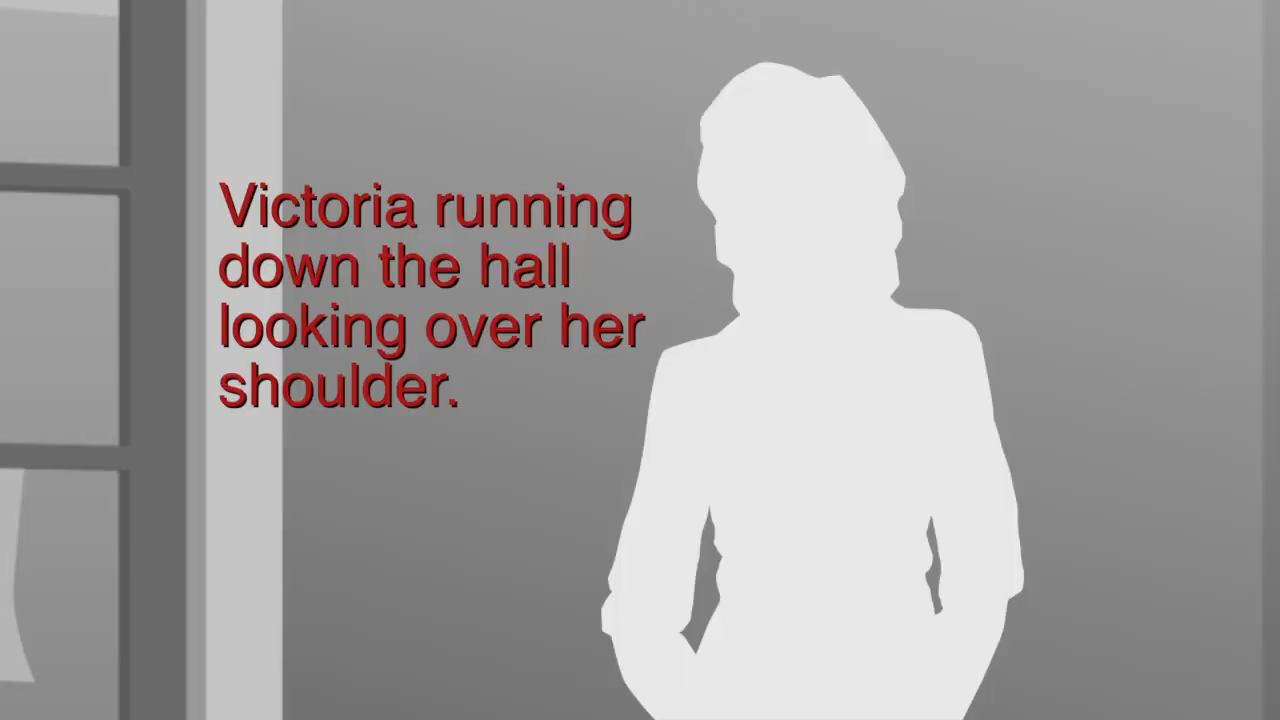 Victoria running
down the hall
looking over her
shoulder.